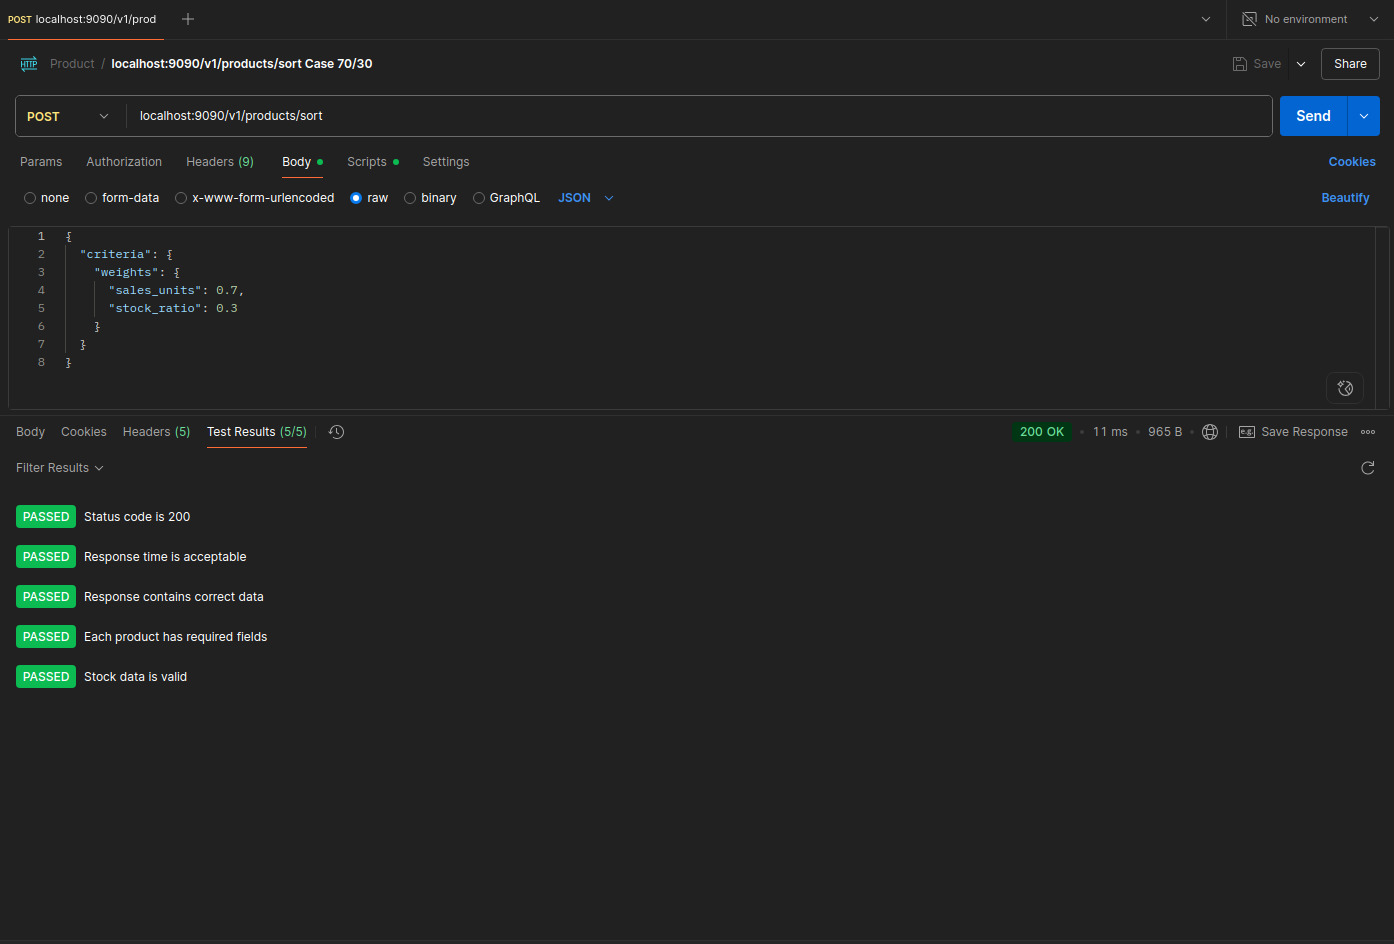 POST localhost:9090/v1/prod
No environment
HTTP Product / localhost:9090/v1/products/sort Case 70/30
Save
Share
POST localhost:9090/v1/products/sort
Send
Params Authorization Headers (9) Body Scripts Settings
Cookies
none form-data x-www-form-urlencoded raw binary GraphQL JSON
Beautify
1 {
2 "criteria": {
3 "weights": {
4 "sales_units": 0.7,
5 "stock_ratio": 0.3
6 }
7 }
8 }
Body Cookies Headers (5) Test Results (5/5)
200 OK 11 ms 965 B e.g. Save Response
Filter Results
PASSED Status code is 200
PASSED Response time is acceptable
PASSED Response contains correct data
PASSED Each product has required fields
PASSED Stock data is valid